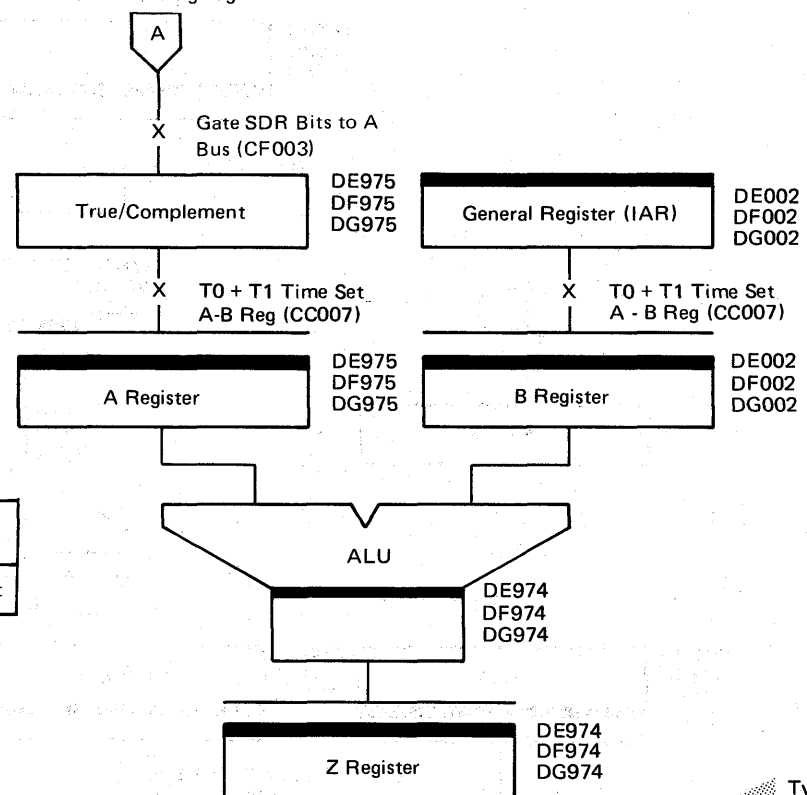 A
X
Gate SDR Bits to A
Bus (CF003)
True/Complement
DE975
DF975
DG975
General Register (IAR)
DE002
DF002
DG002
X
T0 + T1 Time Set
A-B Reg (CC007)
X
T0 + T1 Time Set
A - B Reg (CC007)
A Register
DE975
DF975
DG975
B Register
DE002
DF002
DG002
ALU
DE974
DF974
DG974
Z Register
DE974
DF974
DG974